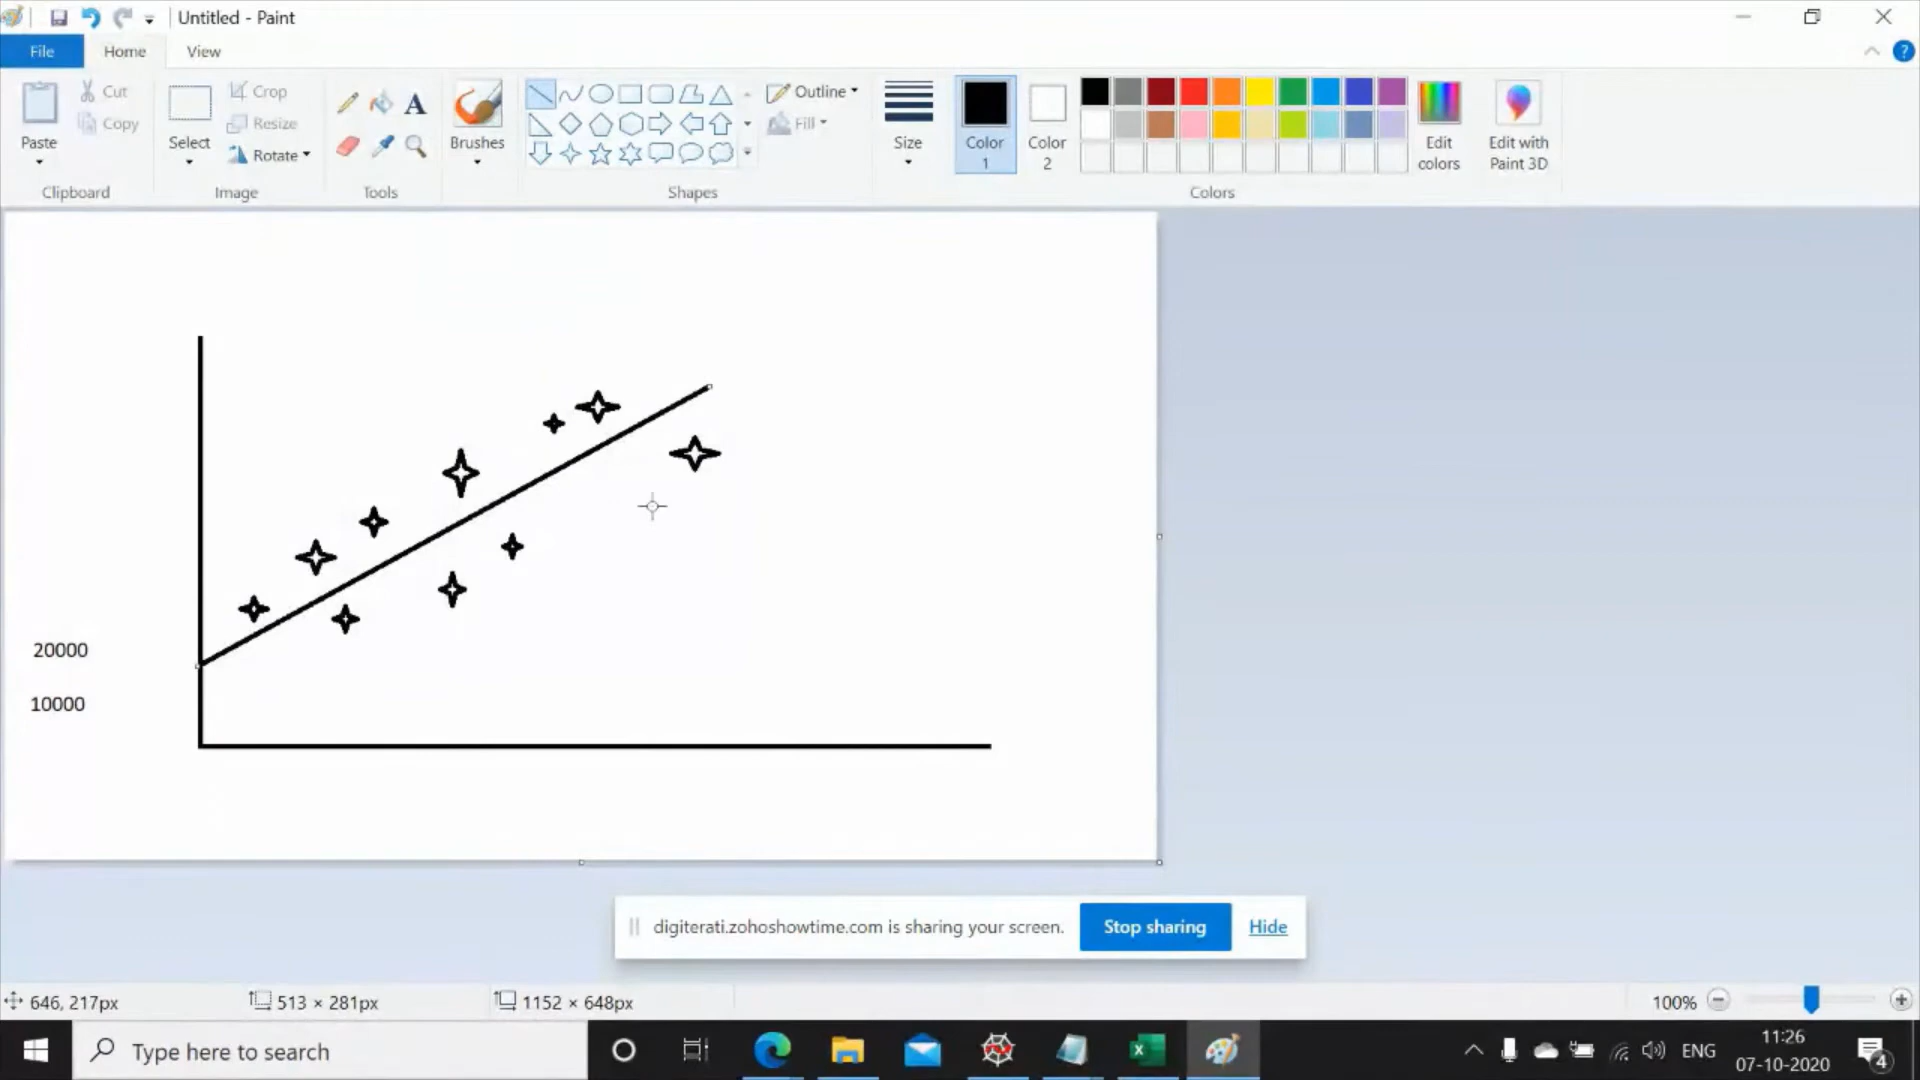 Untitled - Paint
File Home View
Paste
Cut
Copy
Clipboard
Select
Crop
Resize
Rotate
Image
A
Tools
Brushes
Shapes
Outline
Fill
Size
Color 1
Color 2
Colors
Edit colors
Edit with Paint 3D
?
20000
10000
digiterati.zohoshowtime.com is sharing your screen. Stop sharing Hide
646, 217px 513 × 281px 1152 × 648px 100%
Type here to search
ENG
11:26
07-10-2020
4